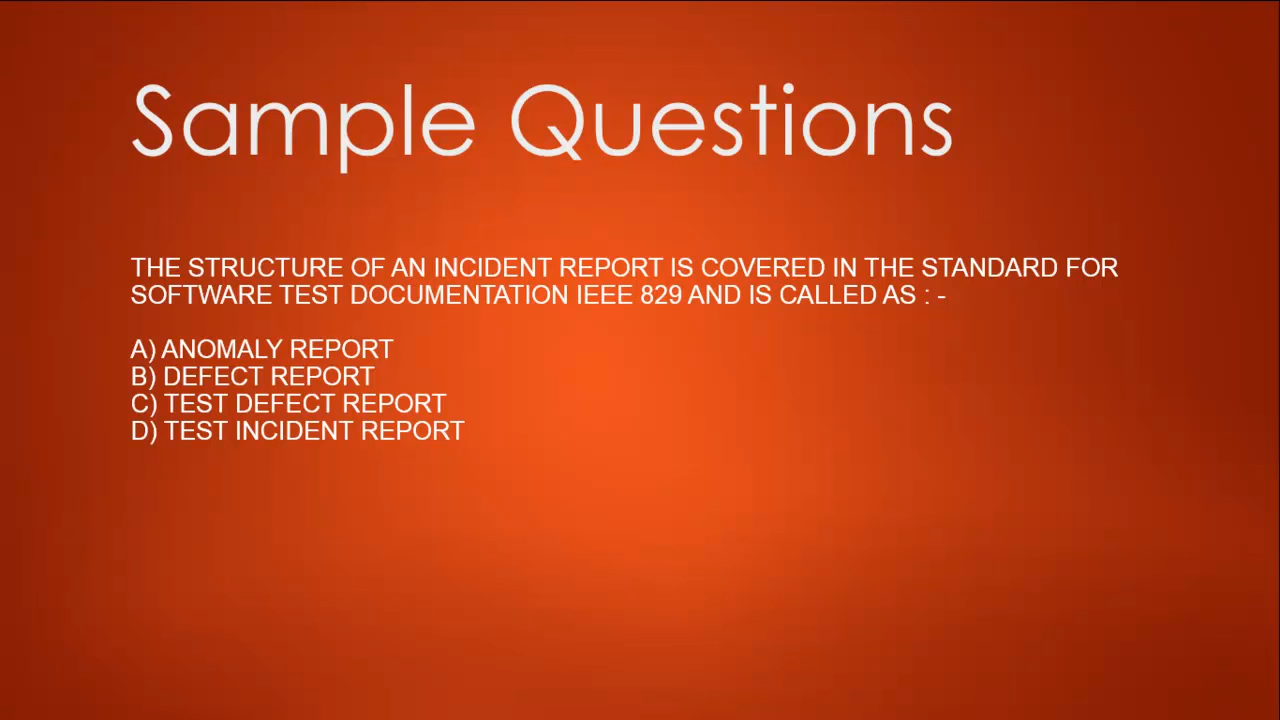 Sample Questions
THE STRUCTURE OF AN INCIDENT REPORT IS COVERED IN THE STANDARD FOR
SOFTWARE TEST DOCUMENTATION IEEE 829 AND IS CALLED AS : -
A) ANOMALY REPORT
B) DEFECT REPORT
C) TEST DEFECT REPORT
D) TEST INCIDENT REPORT